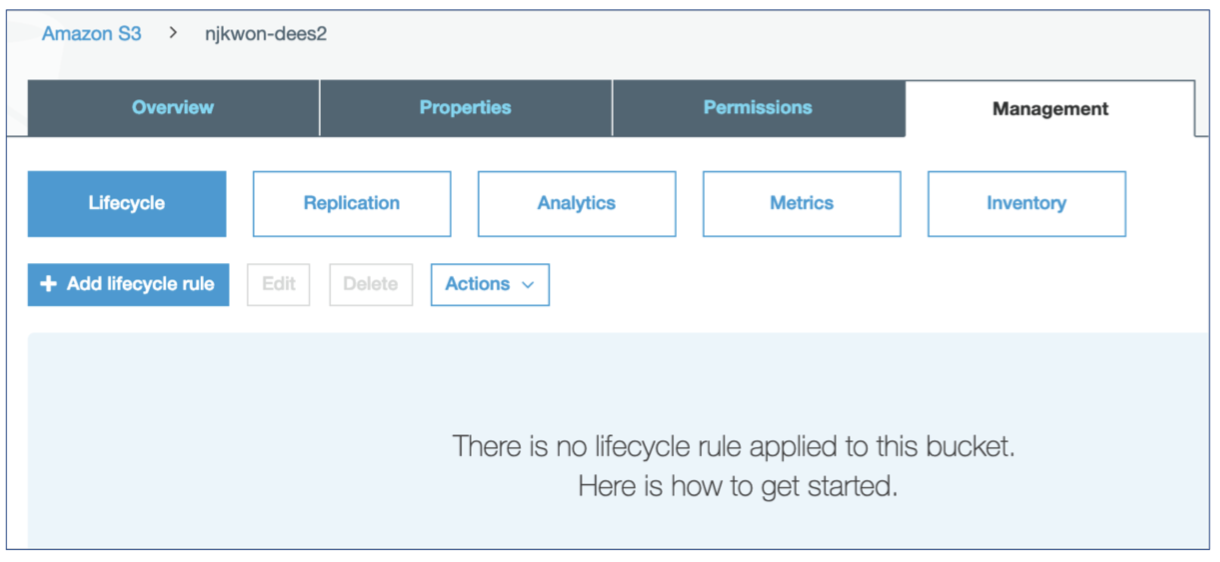 Amazon S3 > njkwon-dees2
Overview Properties Permissions Management
Lifecycle Replication Analytics Metrics Inventory
+ Add lifecycle rule Edit Delete Actions
There is no lifecycle rule applied to this bucket.
Here is how to get started.